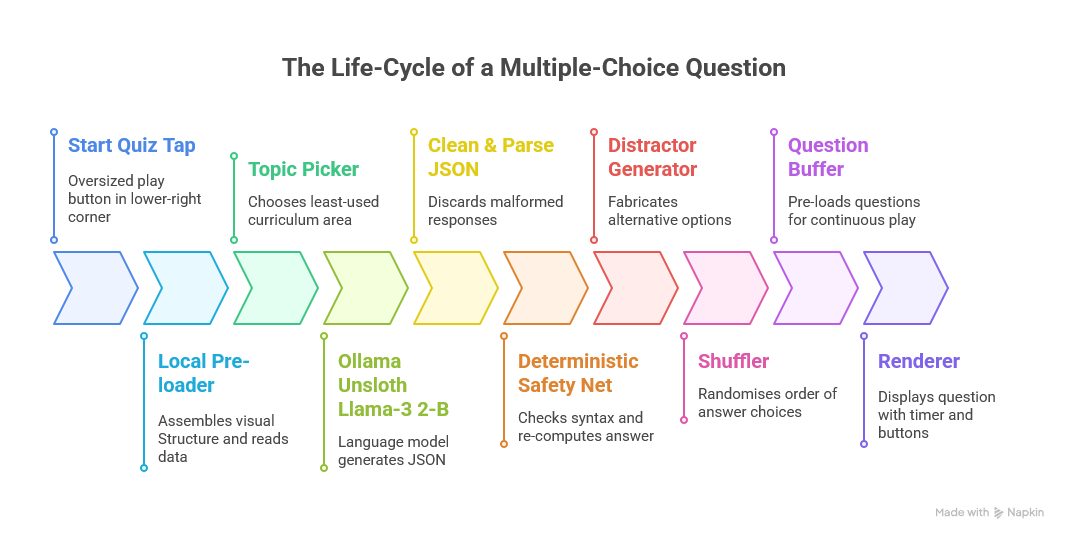 The Life-Cycle of a Multiple-Choice Question
Start Quiz Tap
Oversized play
button in lower-right
corner
Local Pre-
loader
Assembles visual
Structure and reads
data
Topic Picker
Chooses least-used
curriculum area
Ollama
Unsloth
Llama-3 2-B
Language model
generates JSON
Clean & Parse
JSON
Discards malformed
responses
Deterministic
Safety Net
Checks syntax and
re-computes answer
Distractor
Generator
Fabricates
alternative options
Shuffler
Randomises order of
answer choices
Question
Buffer
Pre-loads questions
for continuous play
Renderer
Displays question
with timer and
buttons
Made with Napkin